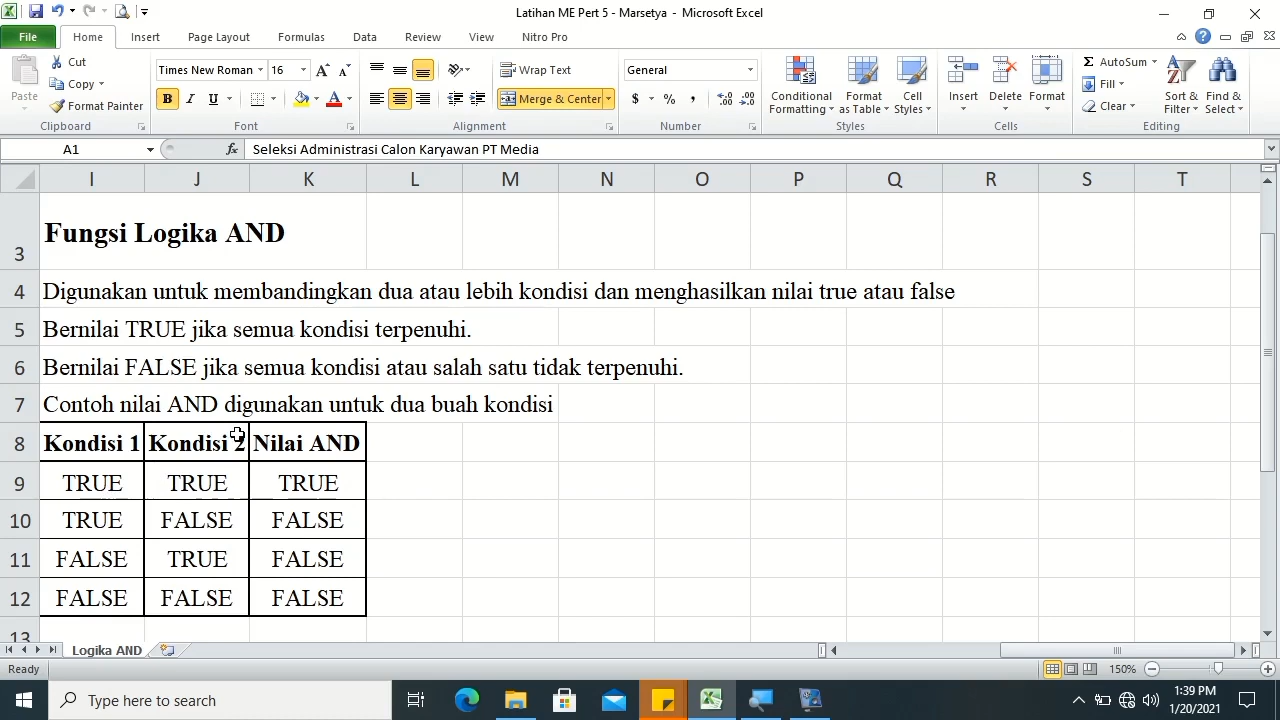 Latihan ME Pert 5 - Marsetya - Microsoft Excel
File Home Insert Page Layout Formulas Data Review View Nitro Pro
Paste
Cut
Copy
Format Painter
Clipboard
Times New Roman 16
B I U
Font
Wrap Text
Merge & Center
Alignment
General
$ % ,
Number
Conditional Formatting
Format as Table
Cell Styles
Styles
Insert Delete Format
Cells
AutoSum
Fill
Clear
Sort & Filter
Find & Select
Editing
A1 fx Seleksi Administrasi Calon Karyawan PT Media
I J K L M N O P Q R S T
3 Fungsi Logika AND
4 Digunakan untuk membandingkan dua atau lebih kondisi dan menghasilkan nilai true atau false
5 Bernilai TRUE jika semua kondisi terpenuhi.
6 Bernilai FALSE jika semua kondisi atau salah satu tidak terpenuhi.
7 Contoh nilai AND digunakan untuk dua buah kondisi
8 Kondisi 1 Kondisi 2 Nilai AND
9 TRUE TRUE TRUE
10 TRUE FALSE FALSE
11 FALSE TRUE FALSE
12 FALSE FALSE FALSE
13
Logika AND
Ready 150%
Type here to search
1:39 PM
1/20/2021